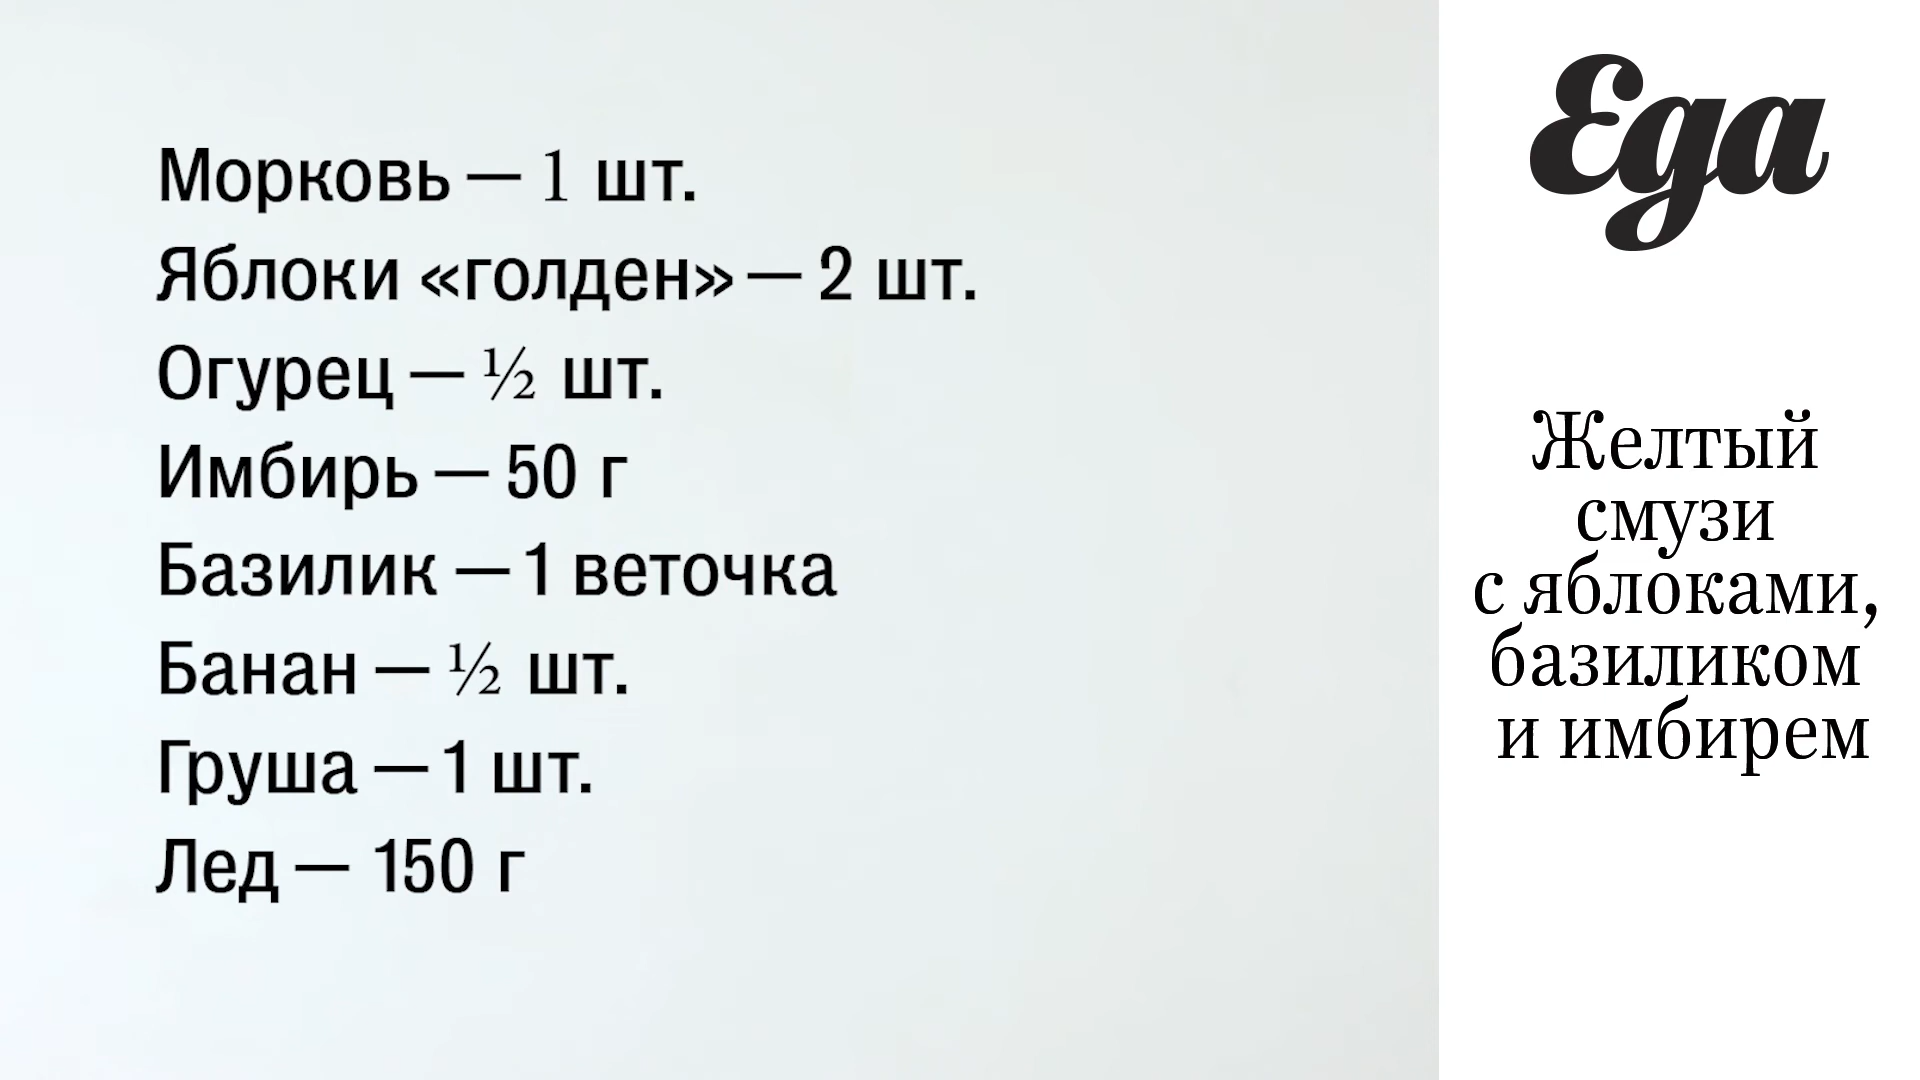 Морковь — 1 шт.
Яблоки «голден» — 2 шт.
Огурец — ½ шт.
Имбирь — 50 г
Базилик — 1 веточка
Банан — ½ шт.
Груша — 1 шт.
Лед — 150 г
Еда
Желтый
смузи
с яблоками,
базиликом
и имбирем